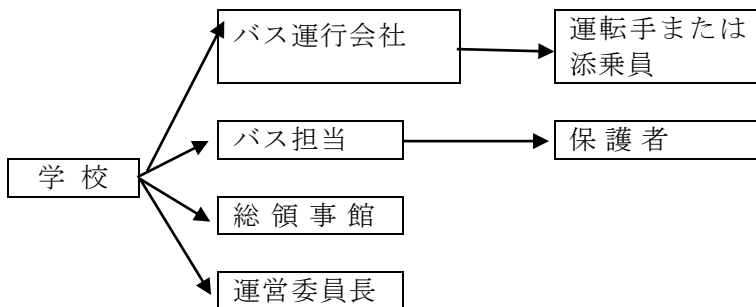 バス運行会社
運転手または
添乗員
バス担当
保護者
学校
総領事館
運営委員長